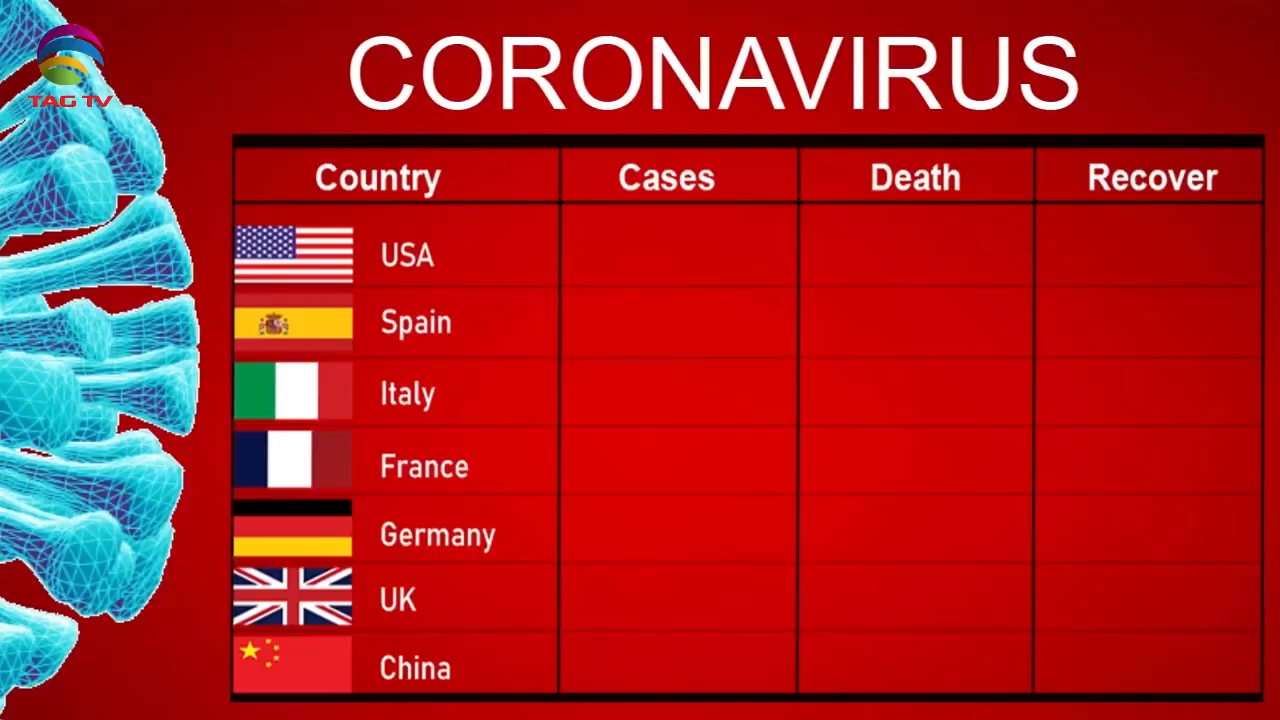 TAG TV
CORONAVIRUS
Country Cases Death Recover
USA
Spain
Italy
France
Germany
UK
China